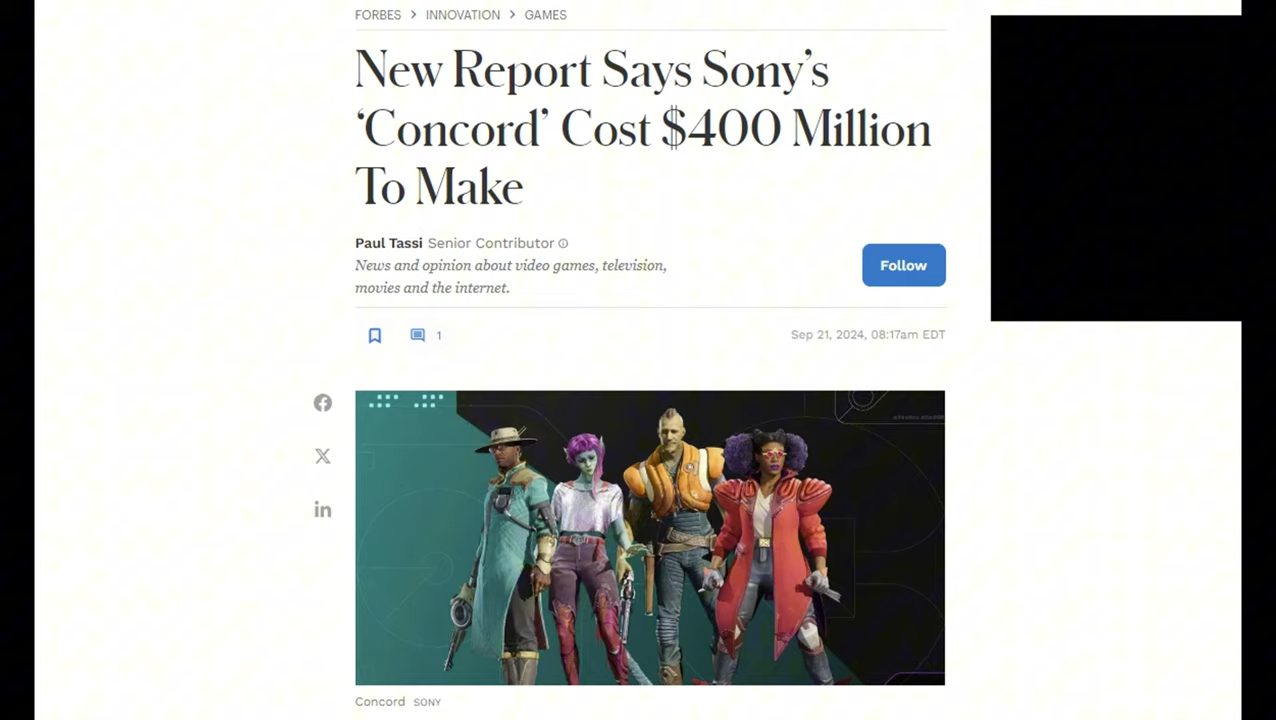 FORBES > INNOVATION > GAMES
New Report Says Sony’s
‘Concord’ Cost $400 Million
To Make
Paul Tassi Senior Contributor
News and opinion about video games, television,
movies and the internet.
Follow
1
Sep 21, 2024, 08:17am EDT
Concord SONY